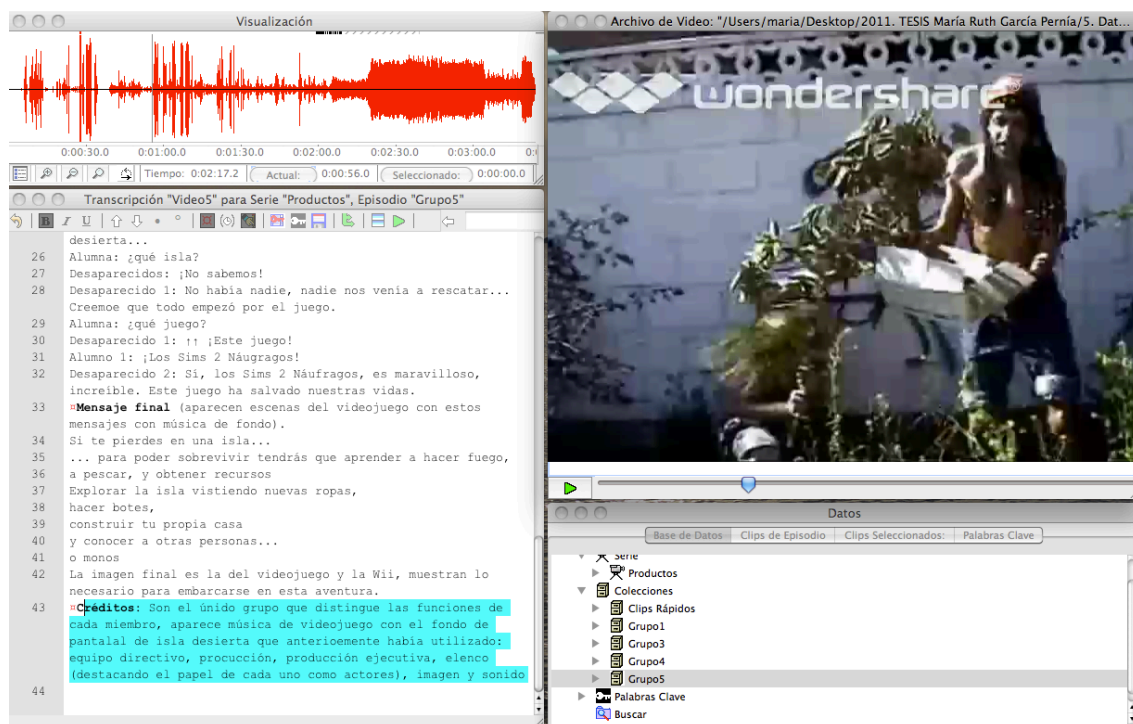 Visualización
0:00:30.0 0:01:00.0 0:01:30.0 0:02:00.0 0:02:30.0 0:03:00.0 0:
Tiempo: 0:02:17.2 Actual: 0:00:56.0 Seleccionado: 0:00:00.0
Transcripción "Video5" para Serie "Productos", Episodio "Grupo5"
B I U
desierta...
26 Alumna: ¿qué isla?
27 Desaparecidos: ¡No sabemos!
28 Desaparecido 1: No había nadie, nadie nos venía a rescatar...
Creemoe que todo empezó por el juego.
29 Alumna: ¿qué juego?
30 Desaparecido 1: ↑↑ ¡Este juego!
31 Alumno 1: ¡Los Sims 2 Náugragos!
32 Desaparecido 2: Sí, los Sims 2 Náufragos, es maravilloso,
increíble. Este juego ha salvado nuestras vidas.
33 ¤Mensaje final (aparecen escenas del videojuego con estos
mensajes con música de fondo).
34 Si te pierdes en una isla...
35 ... para poder sobrevivir tendrás que aprender a hacer fuego,
36 a pescar, y obtener recursos
37 Explorar la isla vistiendo nuevas ropas,
38 hacer botes,
39 construir tu propia casa
40 y conocer a otras personas...
41 o monos
42 La imagen final es la del videojuego y la Wii, muestran lo
necesario para embarcarse en esta aventura.
43 ¤Créditos: Son el únido grupo que distingue las funciones de
cada miembro, aparece música de videojuego con el fondo de
pantalal de isla desierta que anterioemente había utilizado:
equipo directivo, procucción, producción ejecutiva, elenco
(destacando el papel de cada uno como actores), imagen y sonido
44
Archivo de Video: "/Users/maria/Desktop/2011. TESIS María Ruth García Pernía/5. Dat...
wondershare
Datos
Base de Datos Clips de Episodio Clips Seleccionados: Palabras Clave
Serie
Productos
Colecciones
Clips Rápidos
Grupo1
Grupo3
Grupo4
Grupo5
Palabras Clave
Buscar